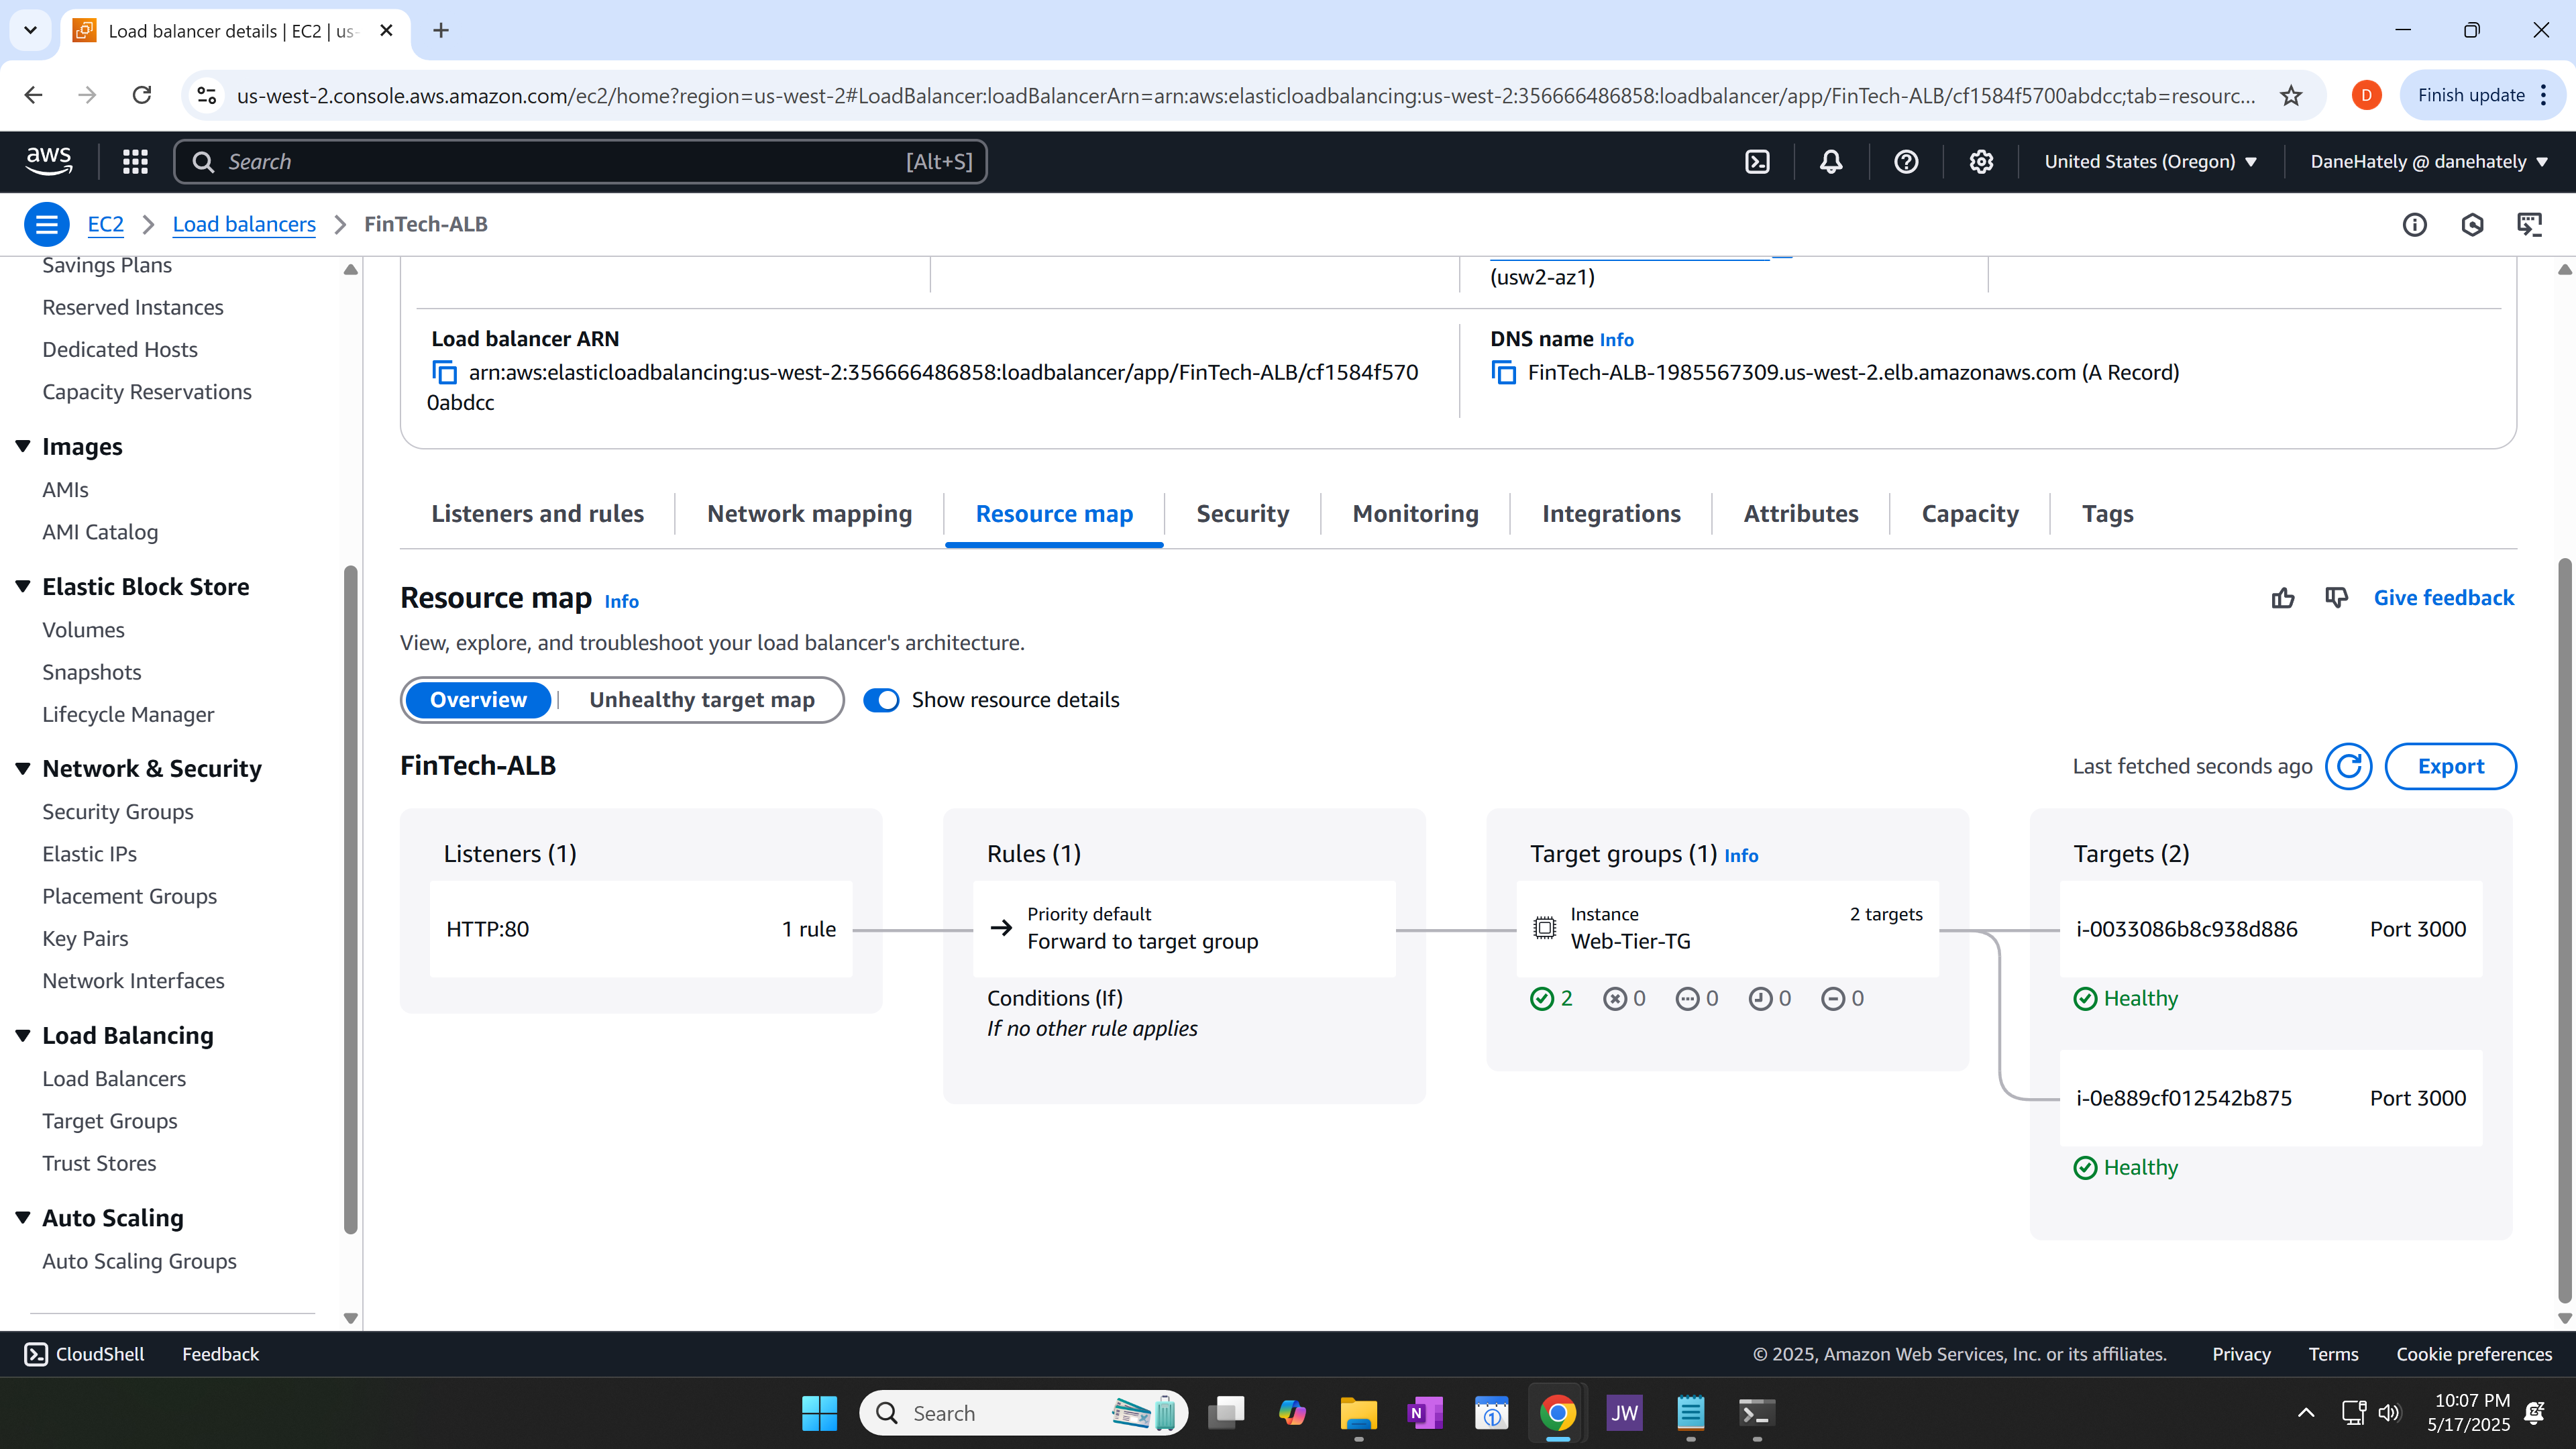 Load balancer details | EC2 | us-
us-west-2.console.aws.amazon.com/ec2/home?region=us-west-2#LoadBalancer:loadBalancerArn=arn:aws:elasticloadbalancing:us-west-2:356666486858:loadbalancer/app/FinTech-ALB/cf1584f5700abdcc;tab=resourc...
D
Finish update
aws
Search
[Alt+S]
United States (Oregon)
DaneHately @ danehately
EC2
Load balancers
FinTech-ALB
Savings Plans
Reserved Instances
Dedicated Hosts
Capacity Reservations
Images
AMIs
AMI Catalog
Elastic Block Store
Volumes
Snapshots
Lifecycle Manager
Network & Security
Security Groups
Elastic IPs
Placement Groups
Key Pairs
Network Interfaces
Load Balancing
Load Balancers
Target Groups
Trust Stores
Auto Scaling
Auto Scaling Groups
(usw2-az1)
Load balancer ARN
arn:aws:elasticloadbalancing:us-west-2:356666486858:loadbalancer/app/FinTech-ALB/cf1584f570
0abdcc
DNS name Info
FinTech-ALB-1985567309.us-west-2.elb.amazonaws.com (A Record)
Listeners and rules
Network mapping
Resource map
Security
Monitoring
Integrations
Attributes
Capacity
Tags
Resource map Info
Give feedback
View, explore, and troubleshoot your load balancer's architecture.
Overview
Unhealthy target map
Show resource details
FinTech-ALB
Last fetched seconds ago
Export
Listeners (1)
HTTP:80
1 rule
Rules (1)
Priority default
Forward to target group
Conditions (If)
If no other rule applies
Target groups (1) Info
Instance
2 targets
Web-Tier-TG
2 0 0 0 0
Targets (2)
i-0033086b8c938d886
Port 3000
Healthy
i-0e889cf012542b875
Port 3000
Healthy
CloudShell
Feedback
© 2025, Amazon Web Services, Inc. or its affiliates.
Privacy
Terms
Cookie preferences
Search
N
1
JW
10:07 PM
5/17/2025